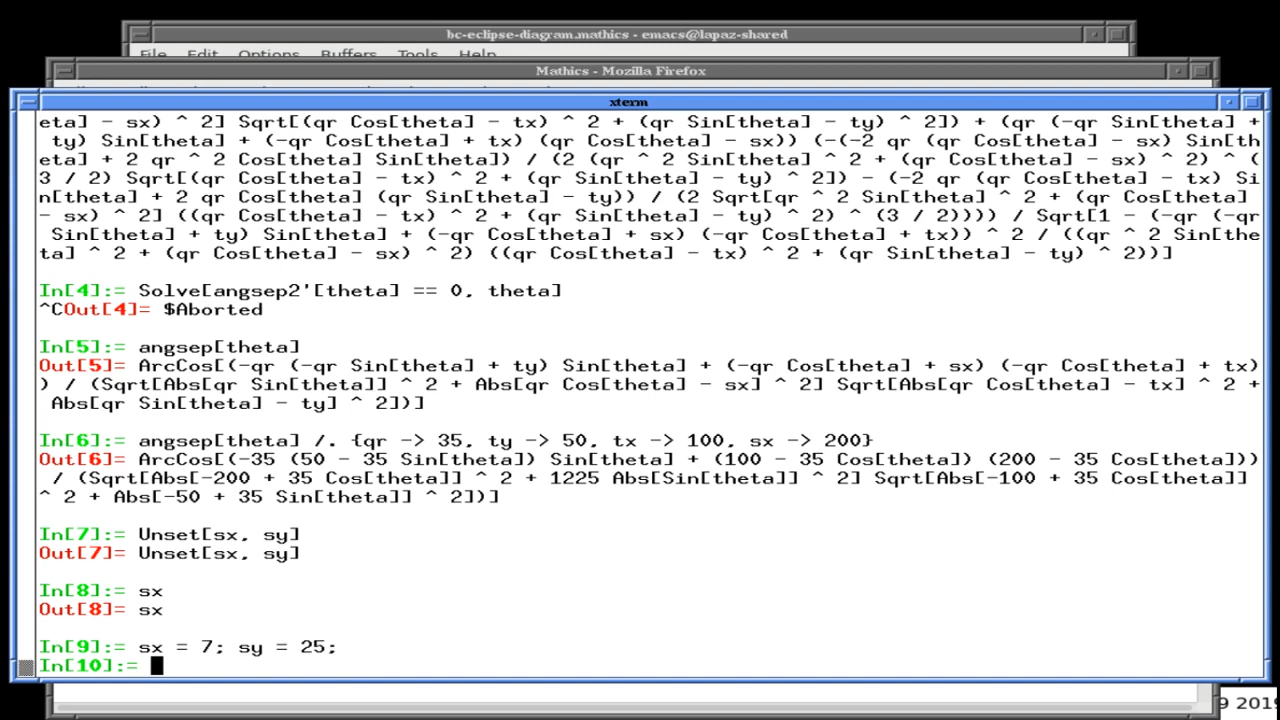 bc-eclipse-diagram.mathics - emacs@lapaz-shared
File Edit Options Buffers Tools Help
Mathics - Mozilla Firefox
xterm
eta] - sx) ^ 2] Sqrt[(qr Cos[theta] - tx) ^ 2 + (qr Sin[theta] - ty) ^ 2]) + (qr (-qr Sin[theta] +
ty) Sin[theta] + (-qr Cos[theta] + tx) (qr Cos[theta] - sx)) (-(-2 qr (qr Cos[theta] - sx) Sin[th
eta] + 2 qr ^ 2 Cos[theta] Sin[theta]) / (2 (qr ^ 2 Sin[theta] ^ 2 + (qr Cos[theta] - sx) ^ 2) ^ (
3 / 2) Sqrt[(qr Cos[theta] - tx) ^ 2 + (qr Sin[theta] - ty) ^ 2]) - (-2 qr (qr Cos[theta] - tx) Si
n[theta] + 2 qr Cos[theta] (qr Sin[theta] - ty)) / (2 Sqrt[qr ^ 2 Sin[theta] ^ 2 + (qr Cos[theta]
- sx) ^ 2] ((qr Cos[theta] - tx) ^ 2 + (qr Sin[theta] - ty) ^ 2) ^ (3 / 2)))) / Sqrt[1 - (-qr (-qr
Sin[theta] + ty) Sin[theta] + (-qr Cos[theta] + sx) (-qr Cos[theta] + tx)) ^ 2 / ((qr ^ 2 Sin[the
ta] ^ 2 + (qr Cos[theta] - sx) ^ 2) ((qr Cos[theta] - tx) ^ 2 + (qr Sin[theta] - ty) ^ 2))]
In[4]:= Solve[angsep2'[theta] == 0, theta]
^COut[4]= $Aborted
In[5]:= angsep[theta]
Out[5]= ArcCos[(-qr (-qr Sin[theta] + ty) Sin[theta] + (-qr Cos[theta] + sx) (-qr Cos[theta] + tx)
) / (Sqrt[Abs[qr Sin[theta]] ^ 2 + Abs[qr Cos[theta] - sx] ^ 2] Sqrt[Abs[qr Cos[theta] - tx] ^ 2 +
Abs[qr Sin[theta] - ty] ^ 2])]
In[6]:= angsep[theta] /. {qr -> 35, ty -> 50, tx -> 100, sx -> 200}
Out[6]= ArcCos[(-35 (50 - 35 Sin[theta]) Sin[theta] + (100 - 35 Cos[theta]) (200 - 35 Cos[theta]))
/ (Sqrt[Abs[-200 + 35 Cos[theta]] ^ 2 + 1225 Abs[Sin[theta]] ^ 2] Sqrt[Abs[-100 + 35 Cos[theta]]
^ 2 + Abs[-50 + 35 Sin[theta]] ^ 2])]
In[7]:= Unset[sx, sy]
Out[7]= Unset[sx, sy]
In[8]:= sx
Out[8]= sx
In[9]:= sx = 7; sy = 25;
In[10]:=
9 201